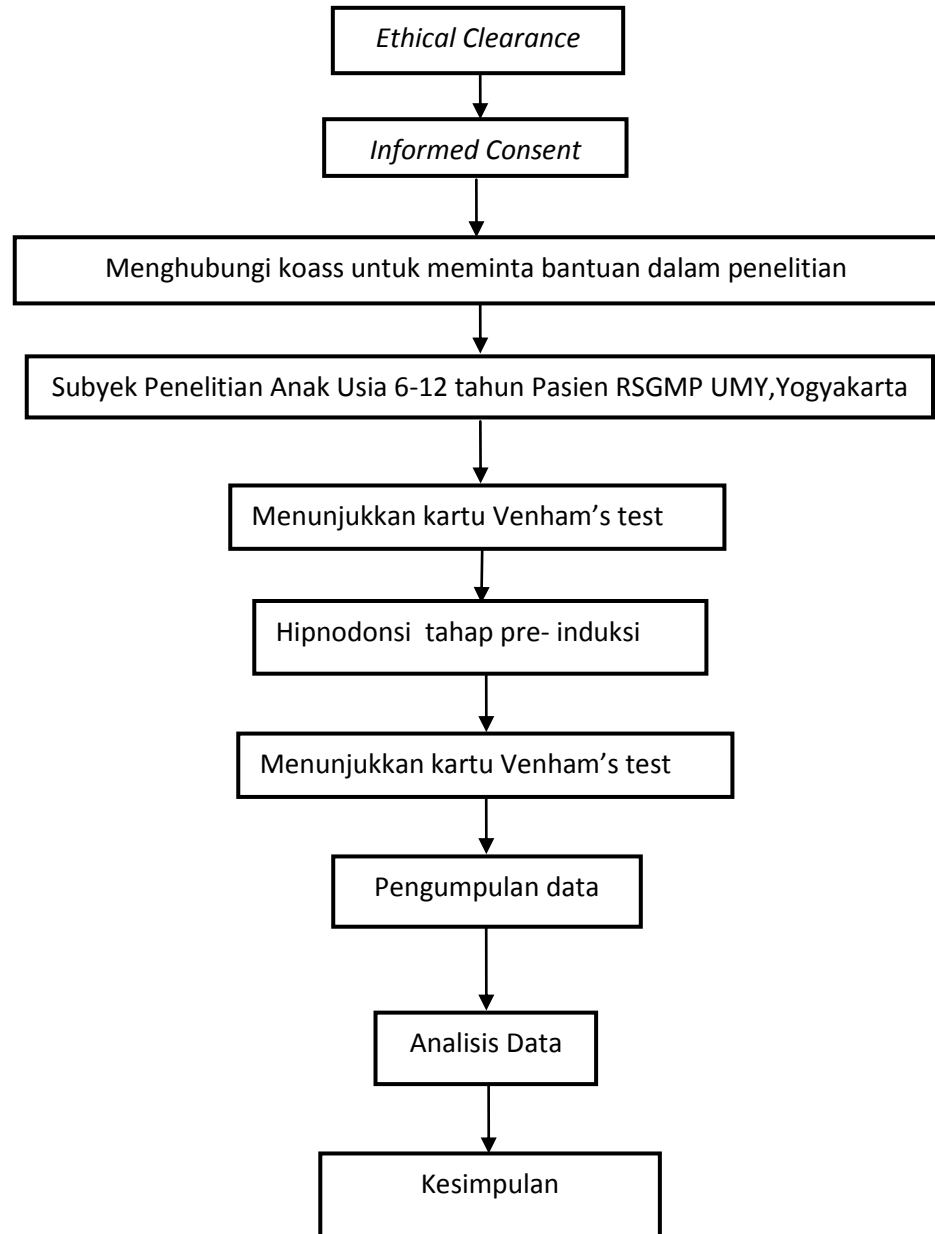 Ethical Clearance
Informed Consent
Menghubungi koass untuk meminta bantuan dalam penelitian
Subyek Penelitian Anak Usia 6-12 tahun Pasien RSGMP UMY,Yogyakarta
Menunjukkan kartu Venham’s test
Hipnodonsi  tahap pre- induksi
Menunjukkan kartu Venham’s test
Pengumpulan data
Analisis Data
Kesimpulan